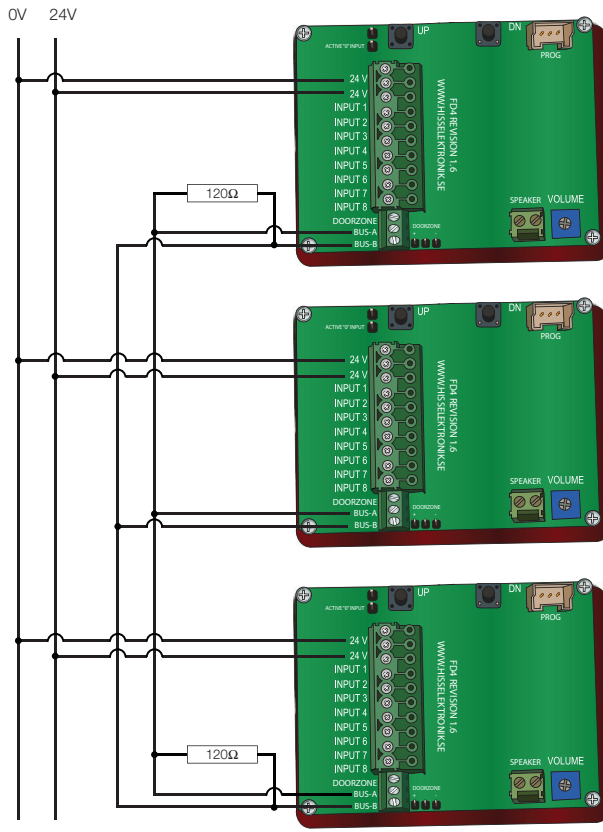 0V 24V
ACTIVE "0" INPUT
UP
DN
PROG
24 V
24 V
INPUT 1
INPUT 2
INPUT 3
INPUT 4
INPUT 5
INPUT 6
INPUT 7
INPUT 8
DOORZONE
BUS-A
BUS-B
FD4 REVISION 1.6
WWW.HISSELEKTRONIK.SE
DOORZONE
+ -
SPEAKER
VOLUME
120Ω
ACTIVE "0" INPUT
UP
DN
PROG
24 V
24 V
INPUT 1
INPUT 2
INPUT 3
INPUT 4
INPUT 5
INPUT 6
INPUT 7
INPUT 8
DOORZONE
BUS-A
BUS-B
FD4 REVISION 1.6
WWW.HISSELEKTRONIK.SE
DOORZONE
+ -
SPEAKER
VOLUME
ACTIVE "0" INPUT
UP
DN
PROG
24 V
24 V
INPUT 1
INPUT 2
INPUT 3
INPUT 4
INPUT 5
INPUT 6
INPUT 7
INPUT 8
DOORZONE
BUS-A
BUS-B
FD4 REVISION 1.6
WWW.HISSELEKTRONIK.SE
DOORZONE
+ -
SPEAKER
VOLUME
120Ω